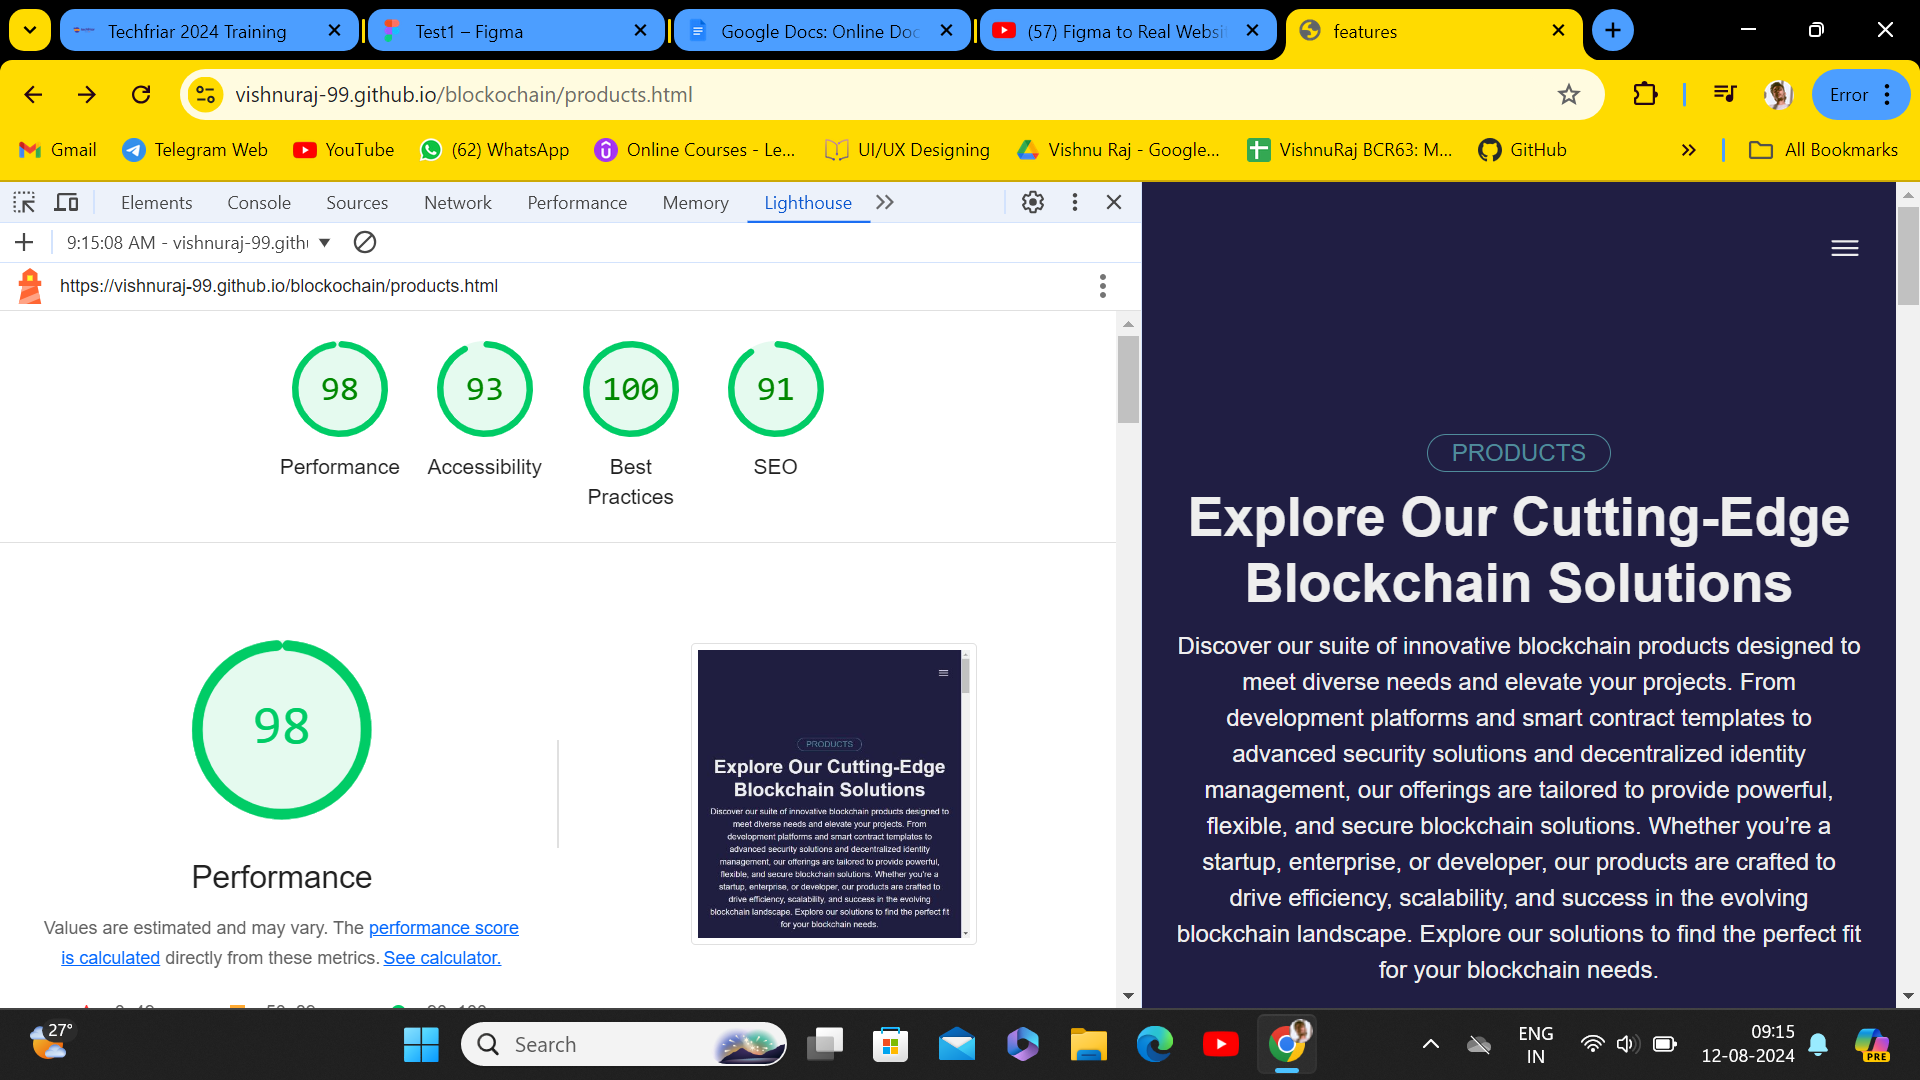 Techfriar 2024 Training
Test1 – Figma
Google Docs: Online Doc
(57) Figma to Real Websi
features
vishnuraj-99.github.io/blockochain/products.html
Error
Gmail
Telegram Web
YouTube
(62) WhatsApp
Online Courses - Le...
UI/UX Designing
Vishnu Raj - Google...
VishnuRaj BCR63: M...
GitHub
All Bookmarks
Elements
Console
Sources
Network
Performance
Memory
Lighthouse
9:15:08 AM - vishnuraj-99.gith
https://vishnuraj-99.github.io/blockochain/products.html
98
93
100
91
Performance
Accessibility
Best
Practices
SEO
98
Performance
Values are estimated and may vary. The performance score
is calculated directly from these metrics. See calculator.
PRODUCTS
Explore Our Cutting-Edge
Blockchain Solutions
Discover our suite of innovative blockchain products designed to
meet diverse needs and elevate your projects. From
development platforms and smart contract templates to
advanced security solutions and decentralized identity
management, our offerings are tailored to provide powerful,
flexible, and secure blockchain solutions. Whether you're a
startup, enterprise, or developer, our products are crafted to
drive efficiency, scalability, and success in the evolving
blockchain landscape. Explore our solutions to find the perfect fit
for your blockchain needs.
PRODUCTS
Explore Our Cutting-Edge
Blockchain Solutions
Discover our suite of innovative blockchain products designed to
meet diverse needs and elevate your projects. From
development platforms and smart contract templates to
advanced security solutions and decentralized identity
management, our offerings are tailored to provide powerful,
flexible, and secure blockchain solutions. Whether you’re a
startup, enterprise, or developer, our products are crafted to
drive efficiency, scalability, and success in the evolving
blockchain landscape. Explore our solutions to find the perfect fit
for your blockchain needs.
27°
Search
ENG
IN
09:15
12-08-2024
PRE